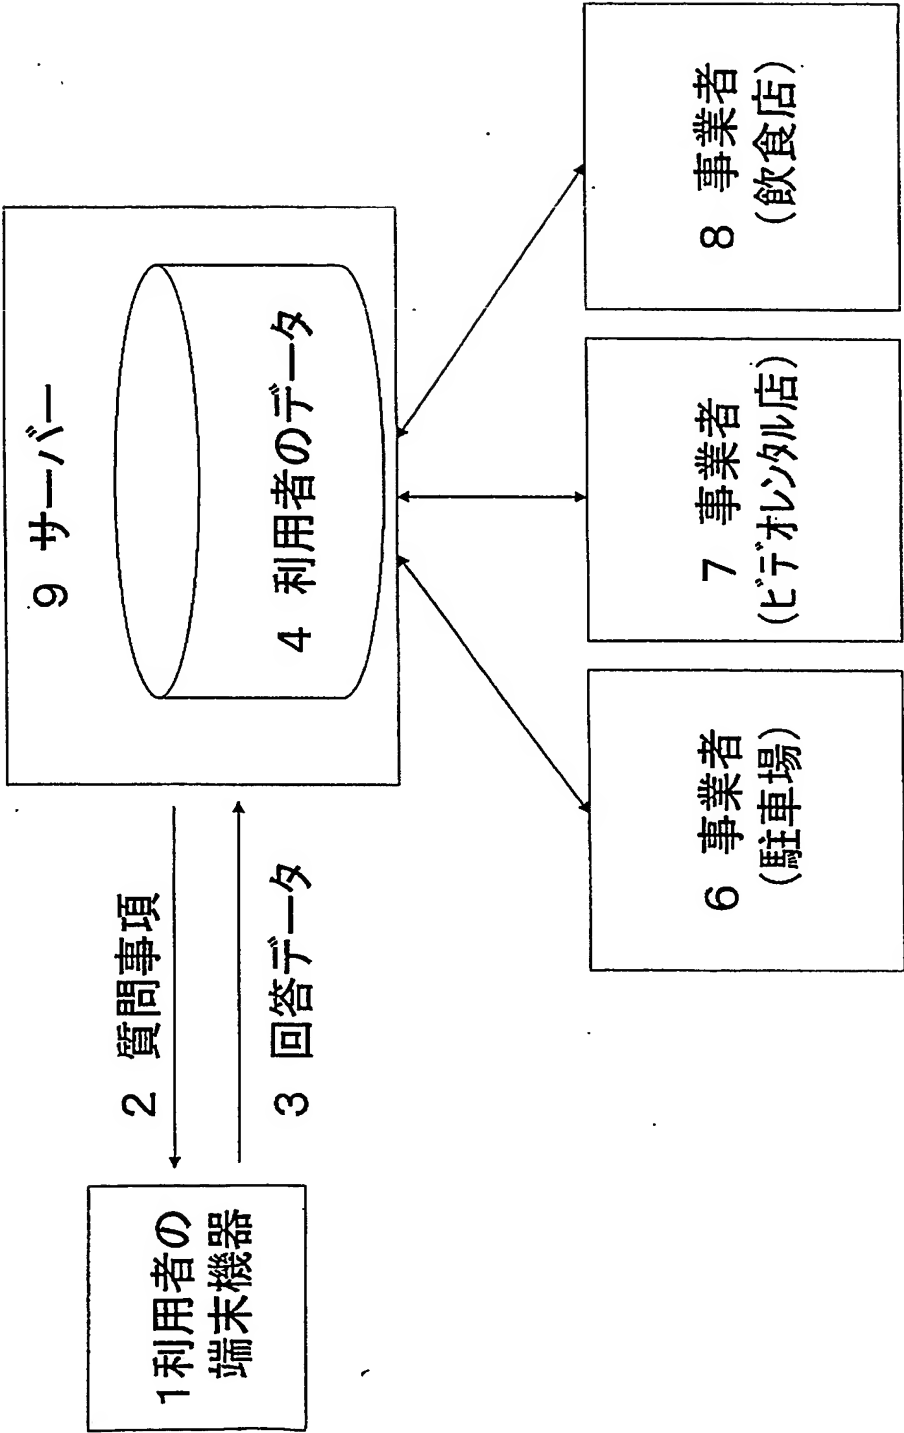 9 サーバー
4 利用者のデータ
2 質問事項
3 回答データ
1利用者の
端末機器
6 事業者
(駐車場)
7 事業者
(ビデオレンタル店)
8 事業者
(飲食店)